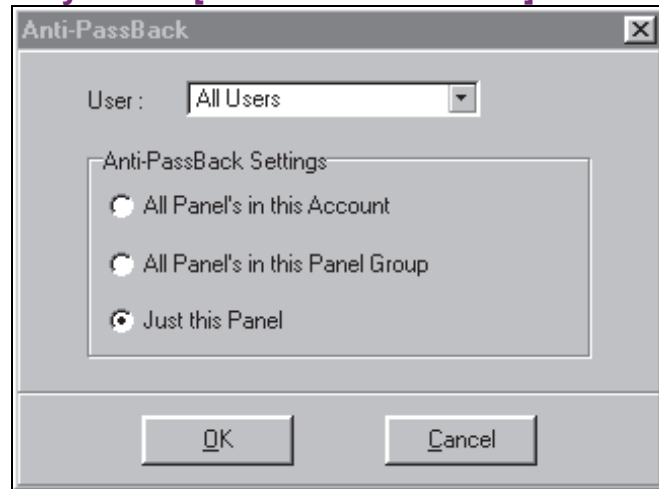 Anti-PassBack
User : All Users
Anti-PassBack Settings
All Panel's in this Account
All Panel's in this Panel Group
Just this Panel
OK Cancel